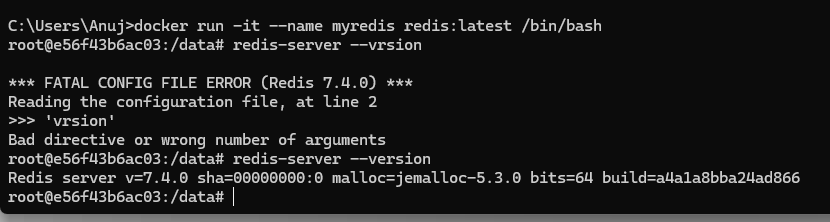 C:\Users\Anuj>docker run -it --name myredis redis:latest /bin/bash
root@e56f43b6ac03:/data# redis-server --vrsion
*** FATAL CONFIG FILE ERROR (Redis 7.4.0) ***
Reading the configuration file, at line 2
>>> 'vrsion'
Bad directive or wrong number of arguments
root@e56f43b6ac03:/data# redis-server --version
Redis server v=7.4.0 sha=00000000:0 malloc=jemalloc-5.3.0 bits=64 build=a4a1a8bba24ad866
root@e56f43b6ac03:/data#